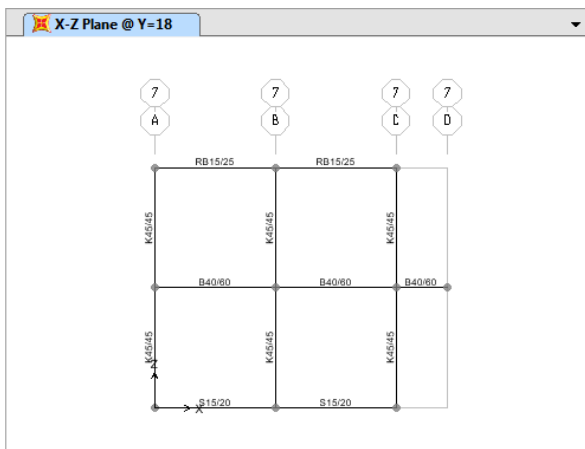 X-Z Plane @ Y=18
7 7 7 7
A B C D
RB15/25 RB15/25
K45/45 K45/45 K45/45
B40/60 B40/60 B40/60
K45/45 K45/45 K45/45
Z
X
S15/20 S15/20